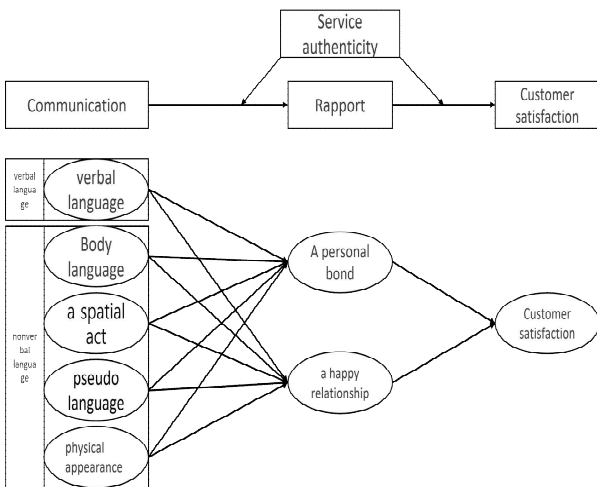 Service
authenticity
Communication
Rapport
Customer
satisfaction
verbal
langua
ge
verbal
language
Body
language
A personal
bond
a spatial
act
Customer
satisfaction
nonver
bal
langua
ge
pseudo
language
a happy
relationship
physical
appearance